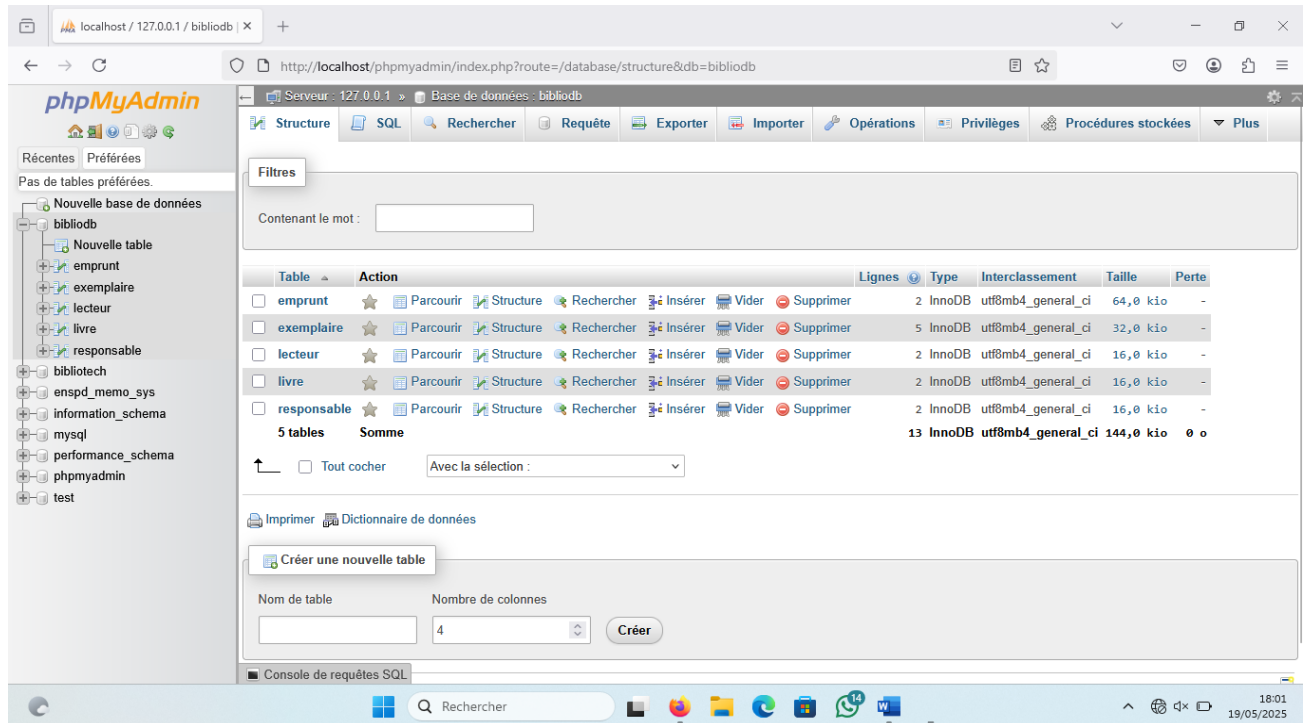 localhost / 127.0.0.1 / bibliodb |
http://localhost/phpmyadmin/index.php?route=/database/structure&db=bibliodb
phpMyAdmin
Récentes Préférées
Pas de tables préférées.
Nouvelle base de données
bibliodb
Nouvelle table
emprunt
exemplaire
lecteur
livre
responsable
bibliotech
enspd_memo_sys
information_schema
mysql
performance_schema
phpmyadmin
test
Serveur : 127.0.0.1 » Base de données : bibliodb
Structure SQL Rechercher Requête Exporter Importer Opérations Privilèges Procédures stockées Plus
Filtres
Contenant le mot :
Table Action Lignes Type Interclassement Taille Perte
emprunt Parcourir Structure Rechercher Insérer Vider Supprimer 2 InnoDB utf8mb4_general_ci 64,0 kio -
exemplaire Parcourir Structure Rechercher Insérer Vider Supprimer 5 InnoDB utf8mb4_general_ci 32,0 kio -
lecteur Parcourir Structure Rechercher Insérer Vider Supprimer 2 InnoDB utf8mb4_general_ci 16,0 kio -
livre Parcourir Structure Rechercher Insérer Vider Supprimer 2 InnoDB utf8mb4_general_ci 16,0 kio -
responsable Parcourir Structure Rechercher Insérer Vider Supprimer 2 InnoDB utf8mb4_general_ci 16,0 kio -
5 tables Somme 13 InnoDB utf8mb4_general_ci 144,0 kio 0 o
Tout cocher Avec la sélection :
Imprimer Dictionnaire de données
Créer une nouvelle table
Nom de table Nombre de colonnes
4 Créer
Console de requêtes SQL
Rechercher 14 18:01
19/05/2025